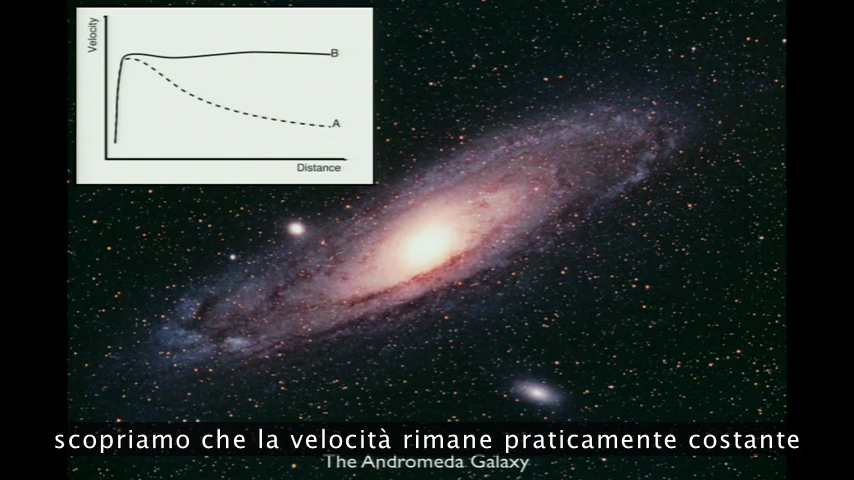 Velocity
B
A
Distance
scopriamo che la velocità rimane praticamente costante
The Andromeda Galaxy